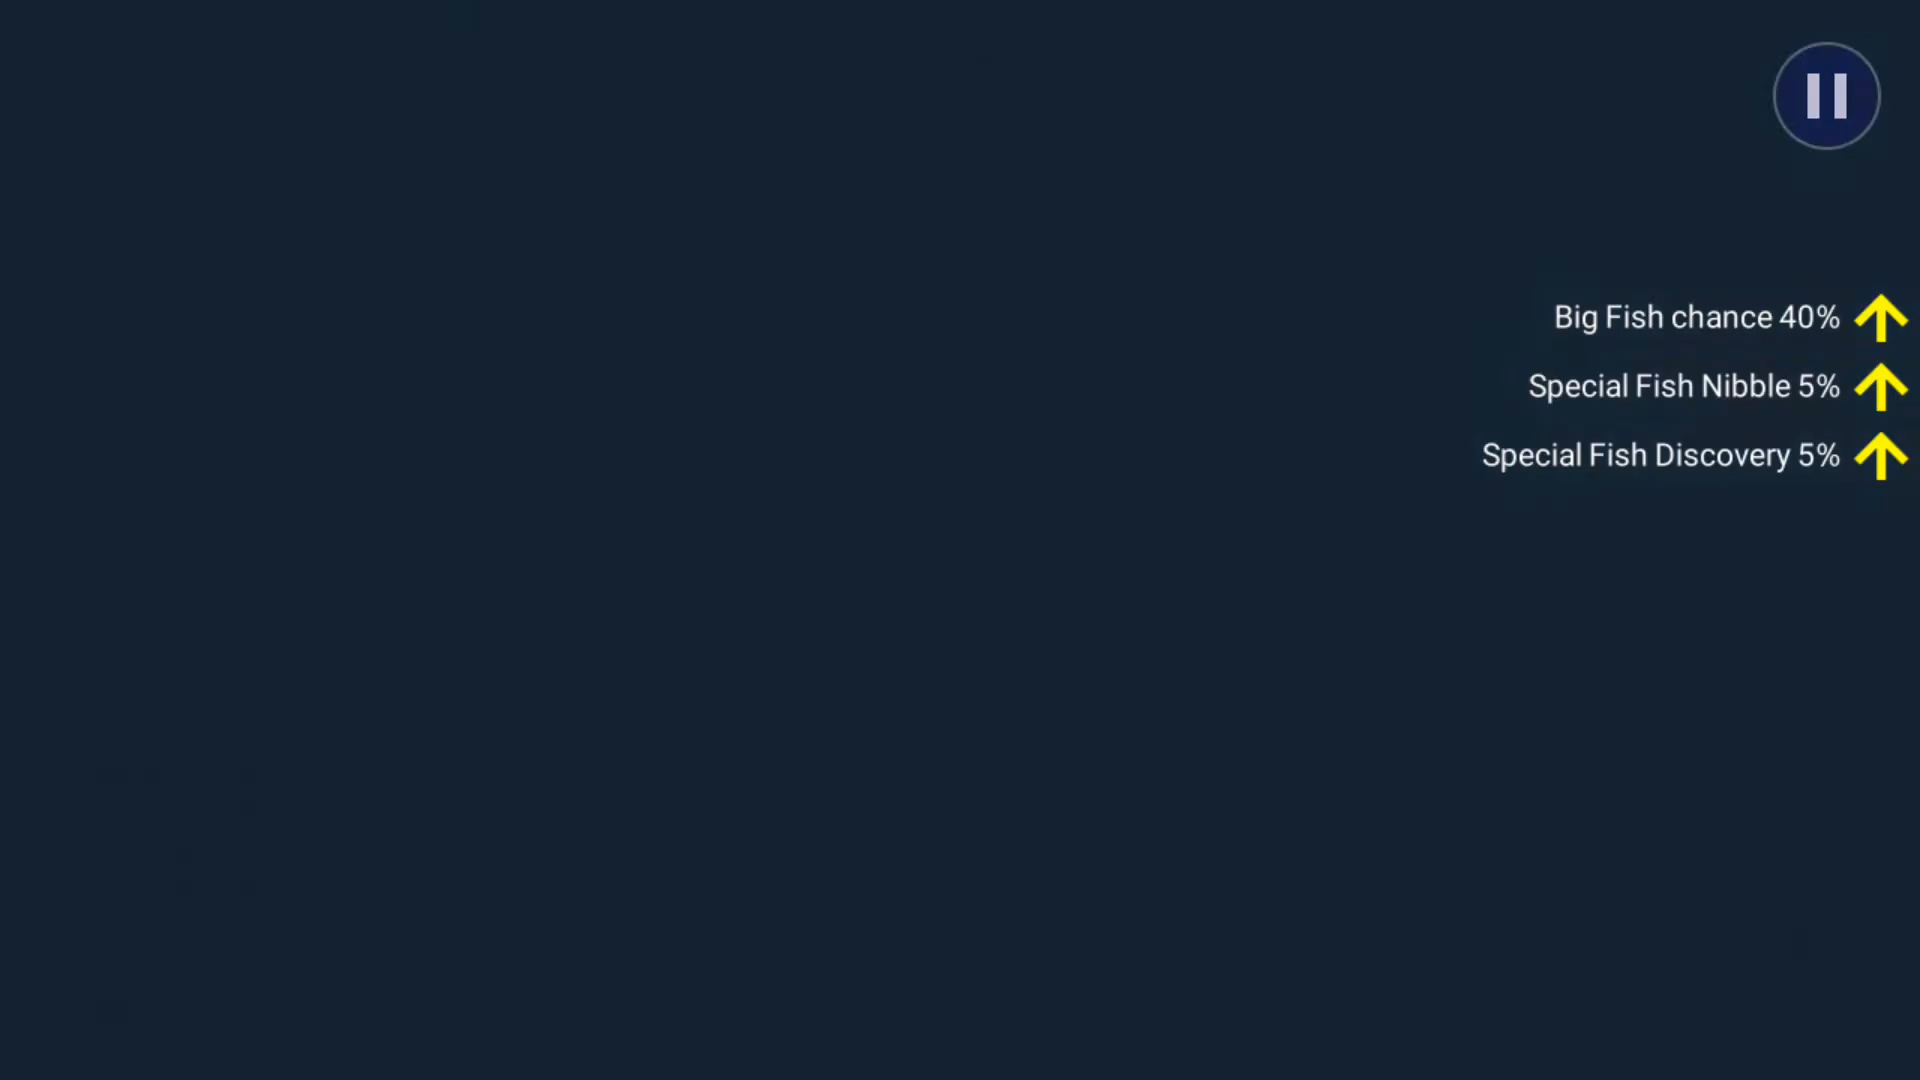 Big Fish chance 40%
Special Fish Nibble 5%
Special Fish Discovery 5%